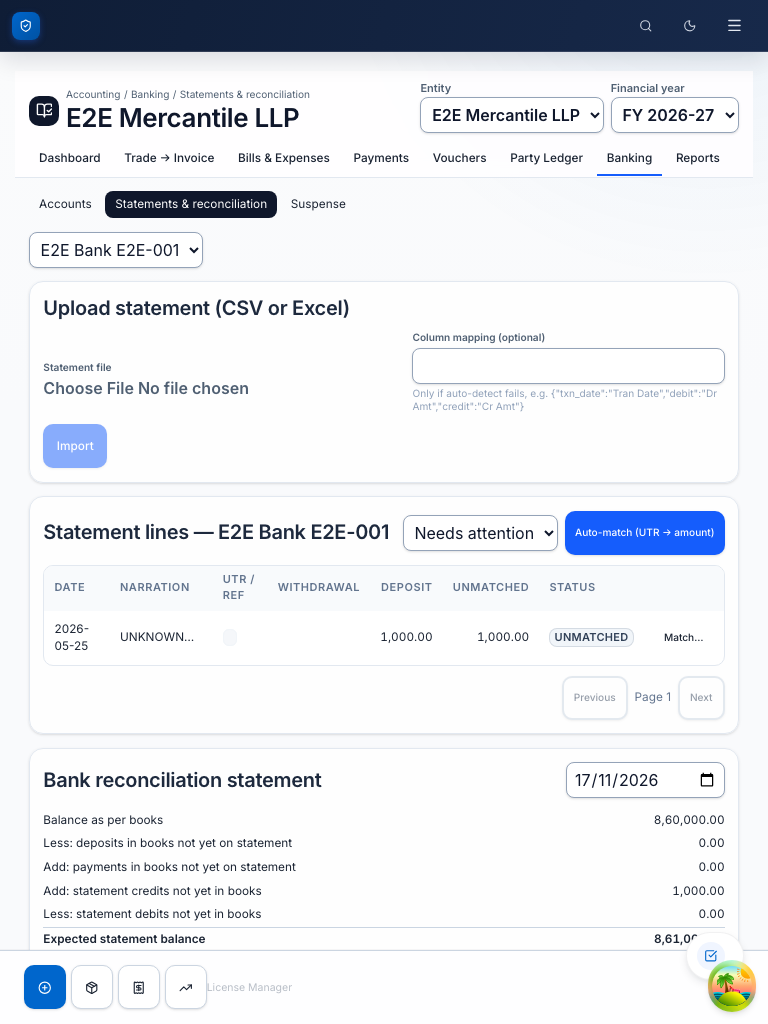 Accounting / Banking / Statements & reconciliation
E2E Mercantile LLP
Entity
E2E Mercantile LLP
Financial year
FY 2026-27
Dashboard
Trade → Invoice
Bills & Expenses
Payments
Vouchers
Party Ledger
Banking
Reports
Accounts
Statements & reconciliation
Suspense
E2E Bank E2E-001
Upload statement (CSV or Excel)
Statement file
Choose File No file chosen
Column mapping (optional)
Only if auto-detect fails, e.g. {"txn_date":"Tran Date","debit":"Dr
Amt","credit":"Cr Amt"}
Import
Statement lines — E2E Bank E2E-001
Needs attention
Auto-match (UTR → amount)
DATE NARRATION UTR / REF WITHDRAWAL DEPOSIT UNMATCHED STATUS
2026-05-25 UNKNOWN... 1,000.00 1,000.00 UNMATCHED Match...
Previous Page 1 Next
Bank reconciliation statement
17/11/2026
Balance as per books 8,60,000.00
Less: deposits in books not yet on statement 0.00
Add: payments in books not yet on statement 0.00
Add: statement credits not yet in books 1,000.00
Less: statement debits not yet in books 0.00
Expected statement balance
License Manager